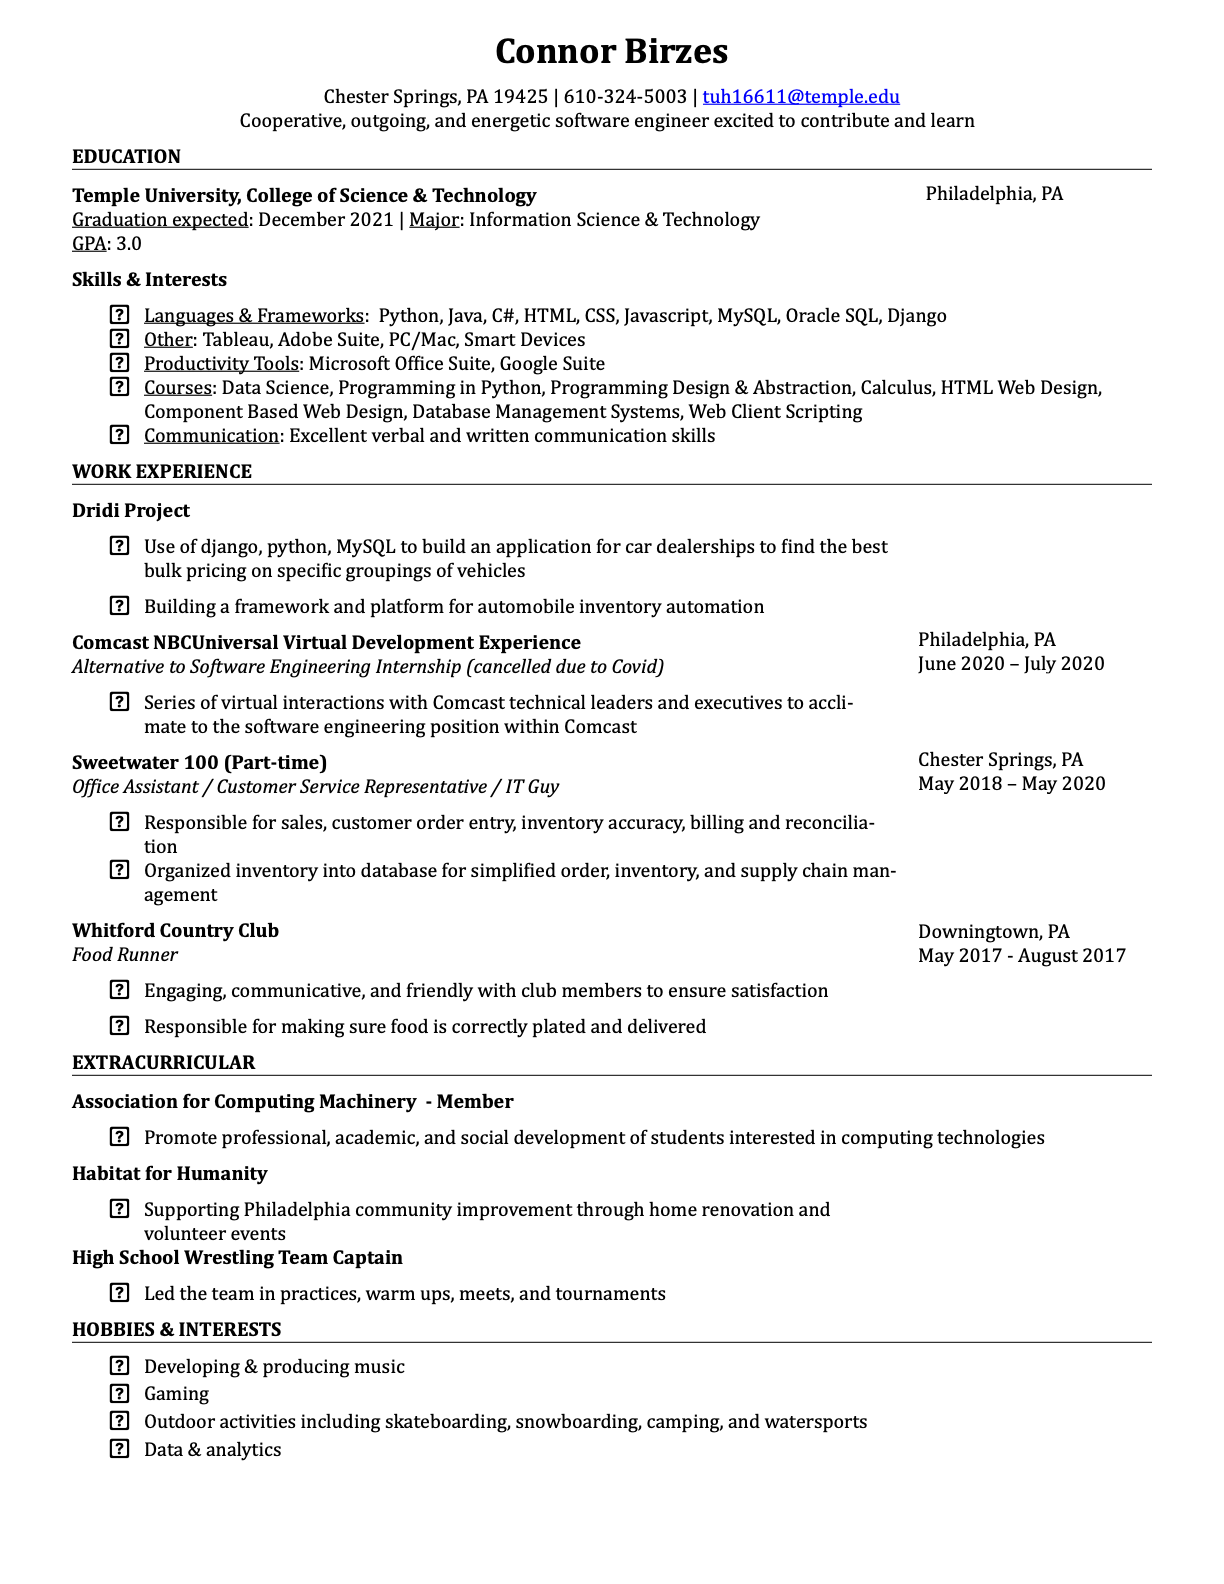 Connor Birzes
Chester Springs, PA 19425 | 610-324-5003 | tuh16611@temple.edu
Cooperative, outgoing, and energetic software engineer excited to contribute and learn
EDUCATION
Temple University, College of Science & Technology Philadelphia, PA
Graduation expected: December 2021 | Major: Information Science & Technology
GPA: 3.0
Skills & Interests
? Languages & Frameworks:  Python, Java, C#, HTML, CSS, Javascript, MySQL, Oracle SQL, Django
? Other: Tableau, Adobe Suite, PC/Mac, Smart Devices
? Productivity Tools: Microsoft Office Suite, Google Suite
? Courses: Data Science, Programming in Python, Programming Design & Abstraction, Calculus, HTML Web Design,
Component Based Web Design, Database Management Systems, Web Client Scripting
? Communication: Excellent verbal and written communication skills
WORK EXPERIENCE
Dridi Project
? Use of django, python, MySQL to build an application for car dealerships to find the best
bulk pricing on specific groupings of vehicles
? Building a framework and platform for automobile inventory automation
Comcast NBCUniversal Virtual Development Experience Philadelphia, PA
Alternative to Software Engineering Internship (cancelled due to Covid) June 2020 – July 2020
? Series of virtual interactions with Comcast technical leaders and executives to accli-
mate to the software engineering position within Comcast
Sweetwater 100 (Part-time) Chester Springs, PA
Office Assistant / Customer Service Representative / IT Guy May 2018 – May 2020
? Responsible for sales, customer order entry, inventory accuracy, billing and reconcilia-
tion
? Organized inventory into database for simplified order, inventory, and supply chain man-
agement
Whitford Country Club Downingtown, PA
Food Runner May 2017 - August 2017
? Engaging, communicative, and friendly with club members to ensure satisfaction
? Responsible for making sure food is correctly plated and delivered
EXTRACURRICULAR
Association for Computing Machinery  - Member
? Promote professional, academic, and social development of students interested in computing technologies
Habitat for Humanity
? Supporting Philadelphia community improvement through home renovation and
volunteer events
High School Wrestling Team Captain
? Led the team in practices, warm ups, meets, and tournaments
HOBBIES & INTERESTS
? Developing & producing music
? Gaming
? Outdoor activities including skateboarding, snowboarding, camping, and watersports
? Data & analytics